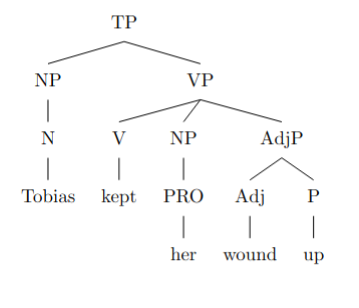 TP
NP VP
N V NP AdjP
Tobias kept PRO Adj P
her wound up